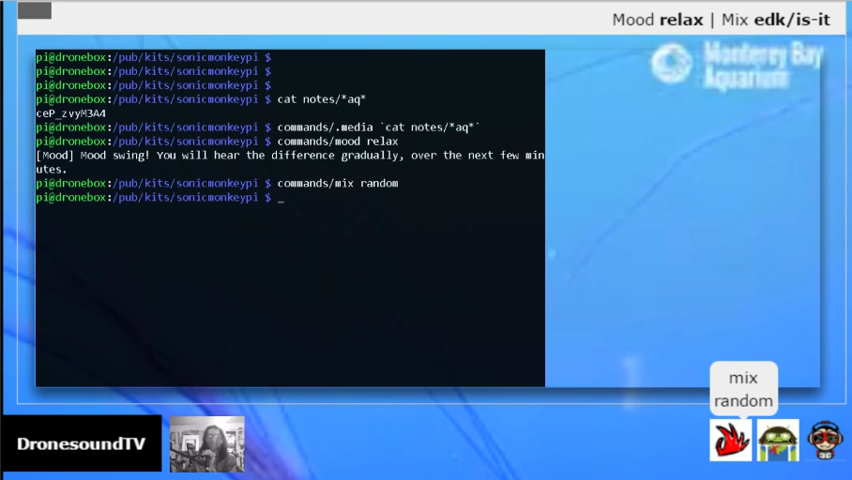 Mood relax | Mix edk/is-it
Monterey Bay
Aquarium
pi@dronebox:/pub/kits/sonicmonkeypi $
pi@dronebox:/pub/kits/sonicmonkeypi $
pi@dronebox:/pub/kits/sonicmonkeypi $
pi@dronebox:/pub/kits/sonicmonkeypi $ cat notes/*aq*
ceP_zvyM3A4
pi@dronebox:/pub/kits/sonicmonkeypi $ commands/.media `cat notes/*aq*`
pi@dronebox:/pub/kits/sonicmonkeypi $ commands/mood relax
[Mood] Mood swing! You will hear the difference gradually, over the next few min
utes.
pi@dronebox:/pub/kits/sonicmonkeypi $ commands/mix random
pi@dronebox:/pub/kits/sonicmonkeypi $ _
mix
random
DronesoundTV